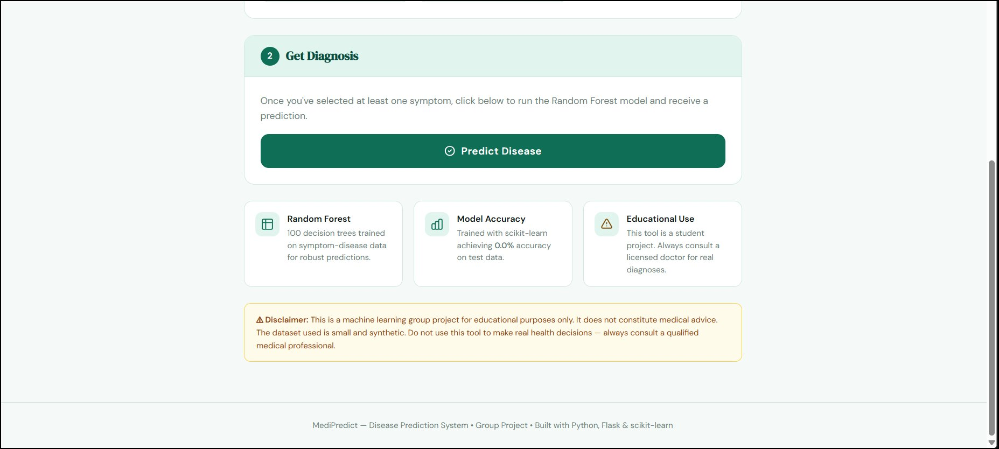 2 Get Diagnosis
Once you've selected at least one symptom, click below to run the Random Forest model and receive a
prediction.
Predict Disease
Random Forest
100 decision trees trained
on symptom-disease data
for robust predictions.
Model Accuracy
Trained with scikit-learn
achieving 0.0% accuracy
on test data.
Educational Use
This tool is a student
project. Always consult a
licensed doctor for real
diagnoses.
⚠ Disclaimer: This is a machine learning group project for educational purposes only. It does not constitute medical advice.
The dataset used is small and synthetic. Do not use this tool to make real health decisions — always consult a qualified
medical professional.
MediPredict — Disease Prediction System • Group Project • Built with Python, Flask & scikit-learn